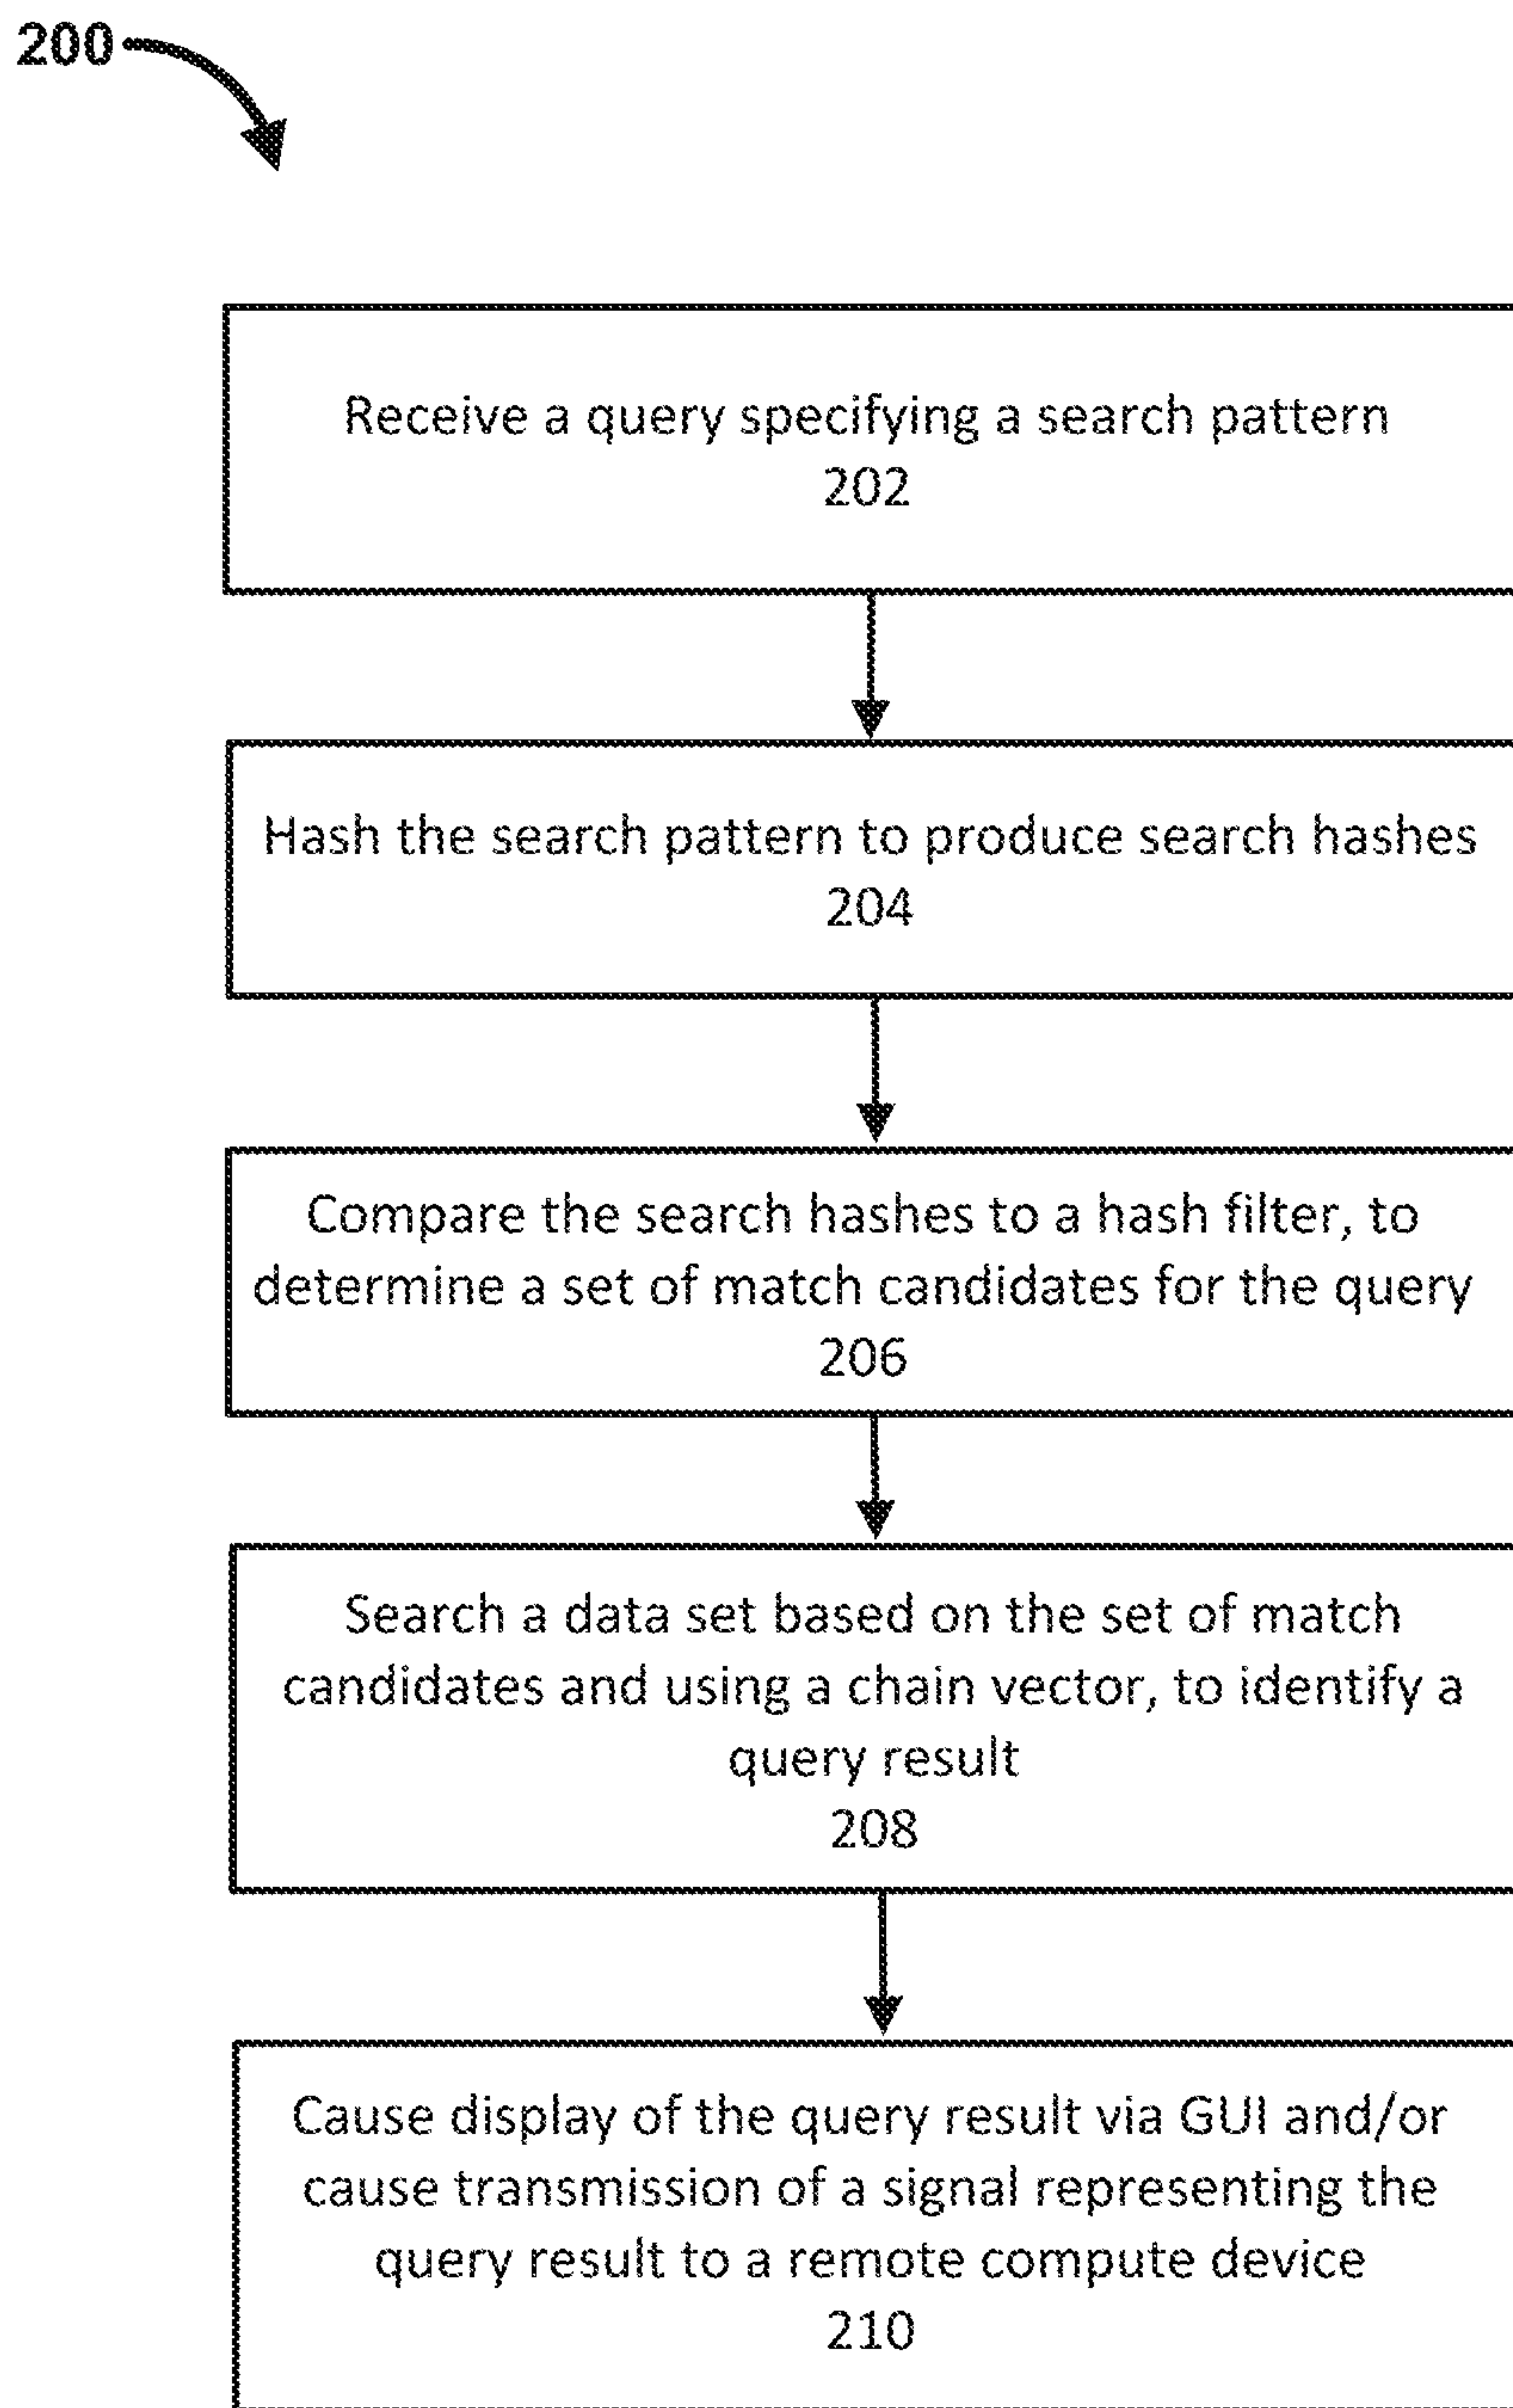 200
Receive a query specifying a search pattern
202
Hash the search pattern to produce search hashes
204
Compare the search hashes to a hash filter, to
determine a set of match candidates for the query
206
Search a data set based on the set of match
candidates and using a chain vector, to identify a
query result
208
Cause display of the query result via GUI and/or
cause transmission of a signal representing the
query result to a remote compute device
210